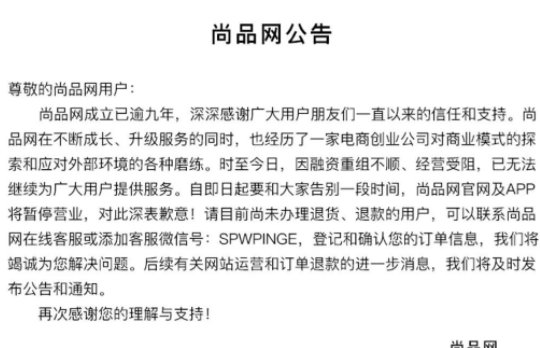 尚品网公告
尊敬的尚品网用户：
尚品网成立已逾九年，深深感谢广大用户朋友们一直以来的信任和支持。尚
品网在不断成长、升级服务的同时，也经历了一家电商创业公司对商业模式的探
索和应对外部环境的各种磨练。时至今日，因融资重组不顺、经营受阻，已无法
继续为广大用户提供服务。自即日起要和大家告别一段时间，尚品网官网及APP
将暂停营业，对此深表歉意！请目前尚未办理退货、退款的用户，可以联系尚品
网在线客服或添加客服微信号：SPWPINGE，登记和确认您的订单信息，我们将
竭诚为您解决问题。后续有关网站运营和订单退款的进一步消息，我们将及时发
布公告和通知。
再次感谢您的理解与支持！
尚品网